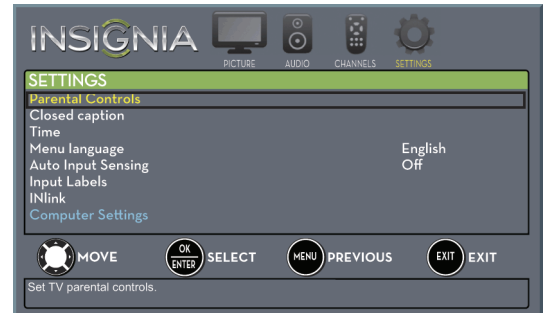 INSIGNIA
PICTURE AUDIO CHANNELS SETTINGS
SETTINGS
Parental Controls
Closed caption
Time
Menu language English
Auto Input Sensing Off
Input Labels
INlink
Computer Settings
MOVE OK ENTER SELECT MENU PREVIOUS EXIT EXIT
Set TV parental controls.